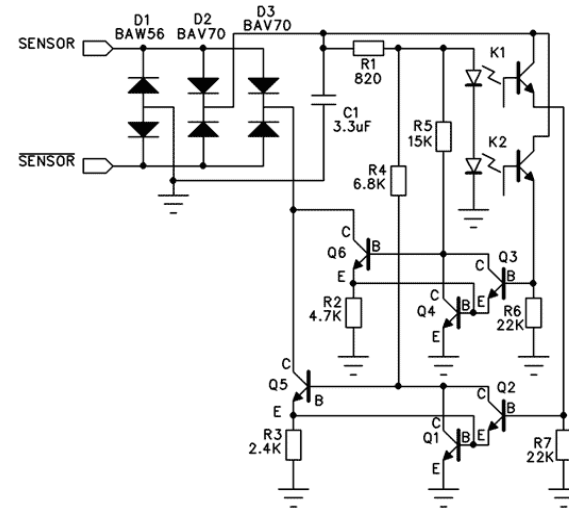 D1
BAW56
D2
BAV70
D3
BAV70
SENSOR
SENSOR
R1
820
C1
3.3uF
K1
K2
R5
15K
R4
6.8K
C
B
Q6
E
R2
4.7K
C
Q3
B
C
E
B
Q4
E
R6
22K
C
Q5
B
E
R3
2.4K
C
Q2
B
C
E
B
Q1
E
R7
22K